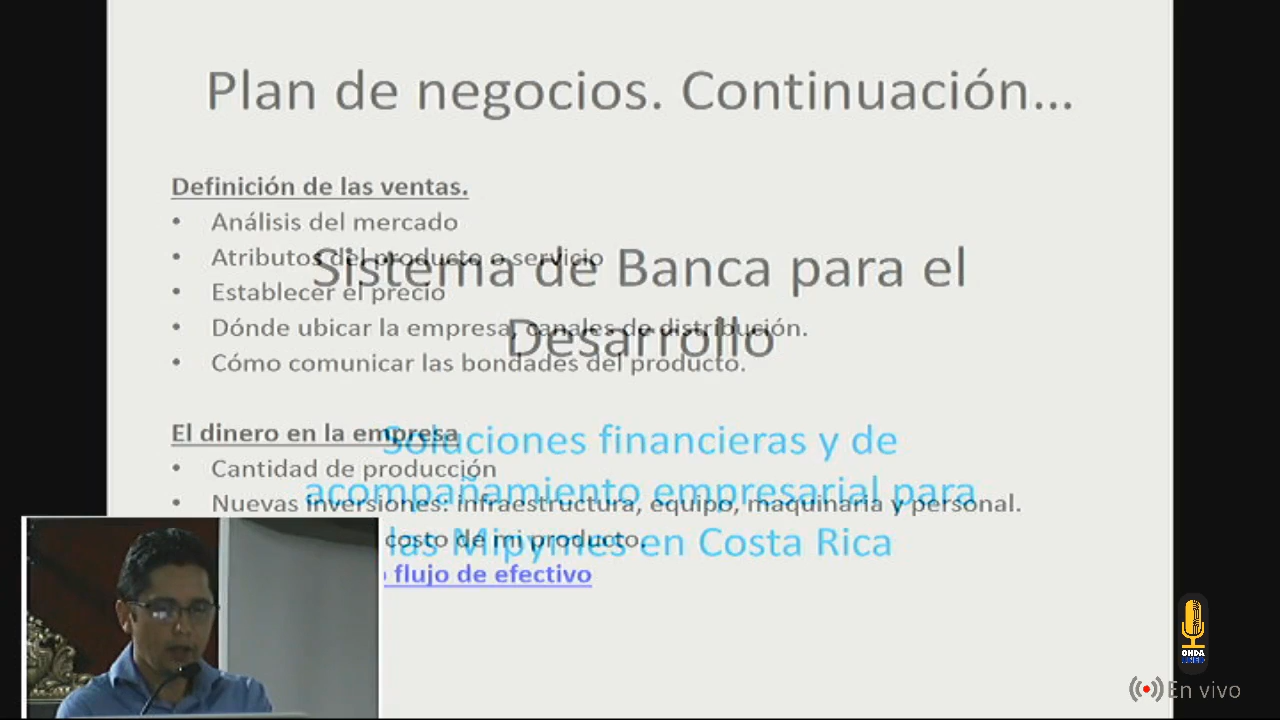 Plan de negocios. Continuación...
Definición de las ventas.
• Análisis del mercado
• Atributos del producto o servicio
• Establecer el precio
• Dónde ubicar la empresa, canales de distribución.
• Cómo comunicar las bondades del producto.
El dinero en la empresa
• Cantidad de producción
• Nuevas inversiones: infraestructura, equipo, maquinaria y personal.
costo de mi producto.
flujo de efectivo
Sistema de Banca para el
Desarrollo
Soluciones financieras y de
acompañamiento empresarial para
las Mipymes en Costa Rica
ONDA
UNED
En vivo